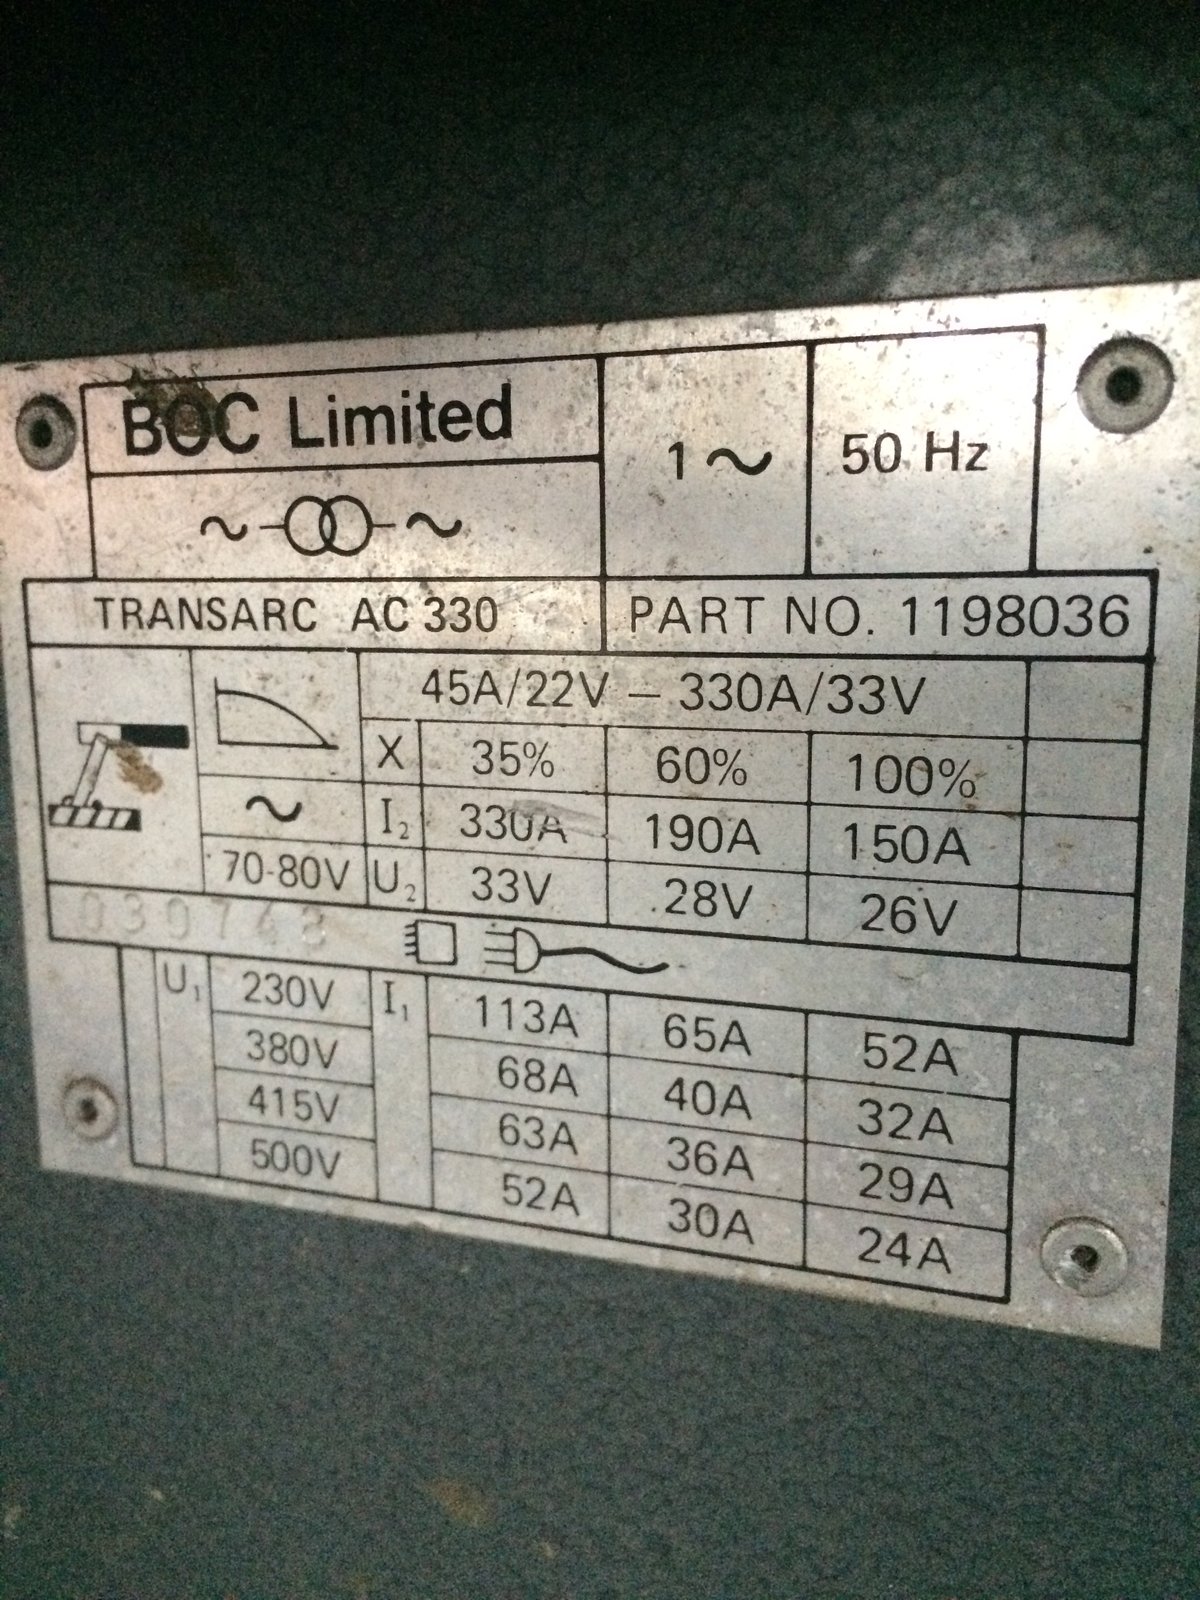 BOC Limited
1~ 50 Hz
~ ~
TRANSARC AC 330 PART NO. 1198036
45A/22V – 330A/33V
X 35% 60% 100%
~ I₂ 330A 190A 150A
70-80V U₂ 33V 28V 26V
U₁ 230V I₁ 113A 65A 52A
380V 68A 40A 32A
415V 63A 36A 29A
500V 52A 30A 24A